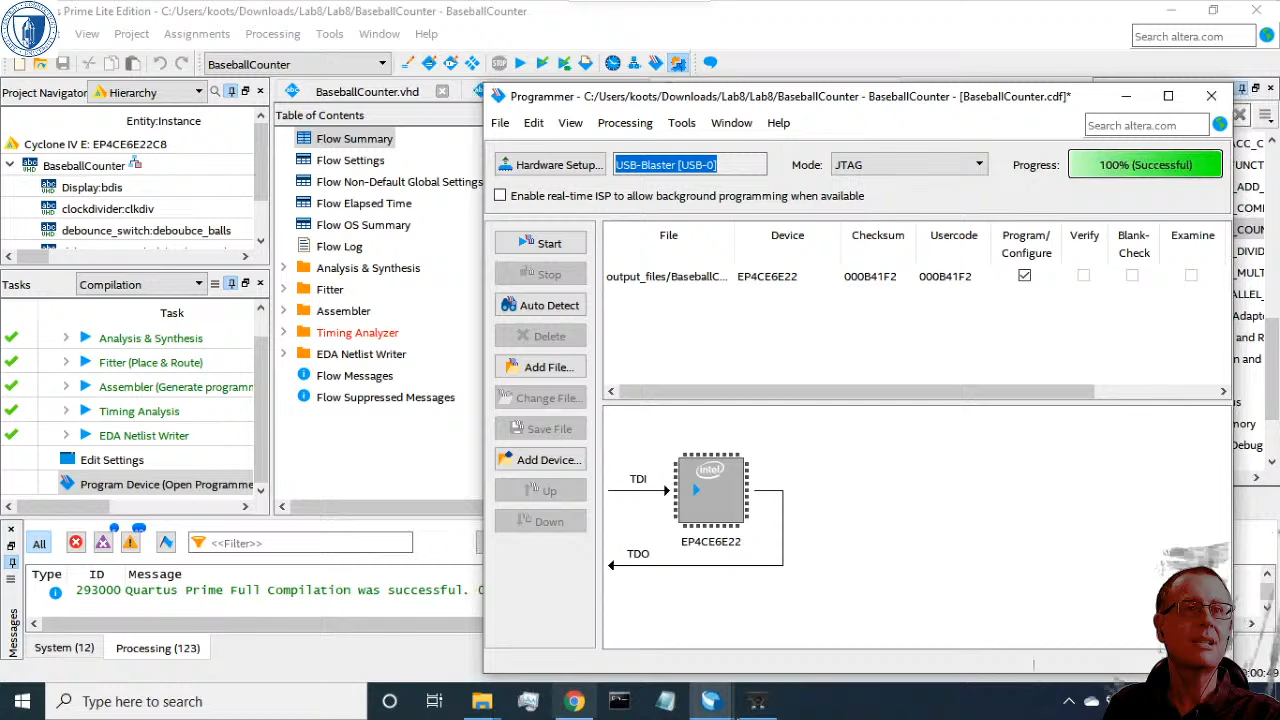 s Prime Lite Edition - C:/Users/koots/Downloads/Lab8/Lab8/BaseballCounter - BaseballCounter
View Project Assignments Processing Tools Window Help
Search altera.com
BaseballCounter
Project Navigator Hierarchy
Entity:Instance
Cyclone IV E: EP4CE6E22C8
BaseballCounter
Display:bdis
clockdivider:clkdiv
debounce_switch:deboubce_balls
Tasks Compilation
Task
Analysis & Synthesis
Fitter (Place & Route)
Assembler (Generate programm
Timing Analysis
EDA Netlist Writer
Edit Settings
Program Device (Open Programme
BaseballCounter.vhd
Table of Contents
Flow Summary
Flow Settings
Flow Non-Default Global Settings
Flow Elapsed Time
Flow OS Summary
Flow Log
Analysis & Synthesis
Fitter
Assembler
Timing Analyzer
EDA Netlist Writer
Flow Messages
Flow Suppressed Messages
Programmer - C:/Users/koots/Downloads/Lab8/Lab8/BaseballCounter - BaseballCounter - [BaseballCounter.cdf]*
File Edit View Processing Tools Window Help
Search altera.com
Hardware Setup... USB-Blaster [USB-0] Mode: JTAG Progress: 100% (Successful)
Enable real-time ISP to allow background programming when available
Start
Stop
Auto Detect
Delete
Add File...
Change File...
Save File
Add Device...
Up
Down
File Device Checksum Usercode Program/ Verify Blank- Examine
Configure Check
output_files/BaseballC... EP4CE6E22 000B41F2 000B41F2
TDI
intel
EP4CE6E22
TDO
All <<Filter>>
Type ID Message
293000 Quartus Prime Full Compilation was successful.
Messages
System (12) Processing (123)
:00:49
Type here to search